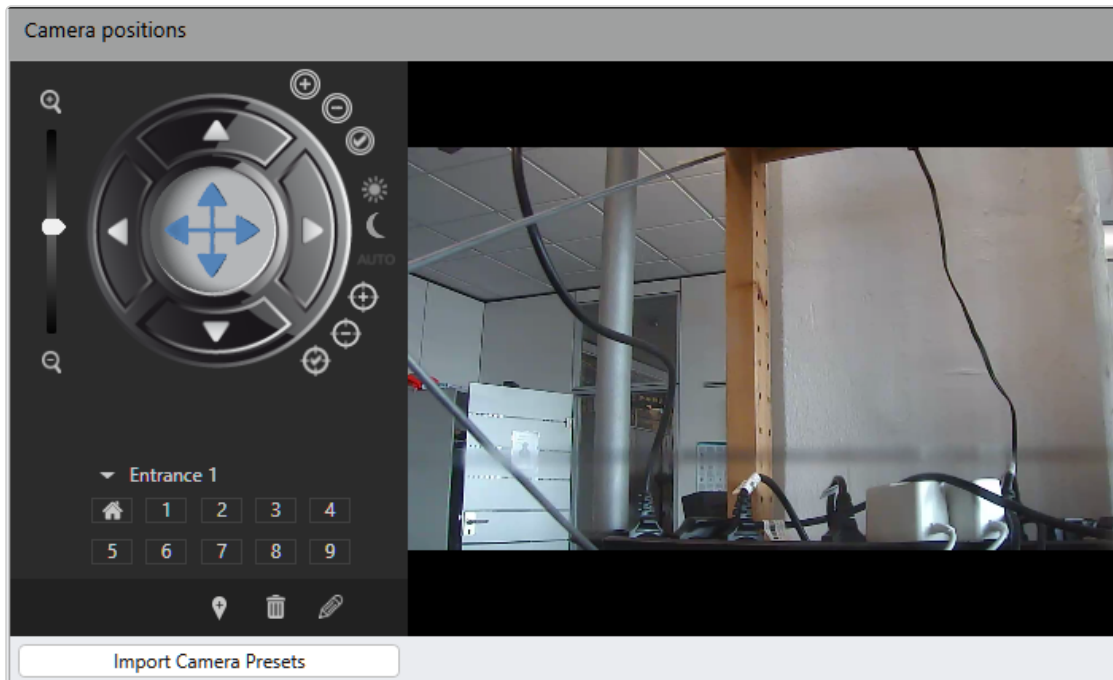 Camera positions
AUTO
Entrance 1
1 2 3 4
5 6 7 8 9
Import Camera Presets